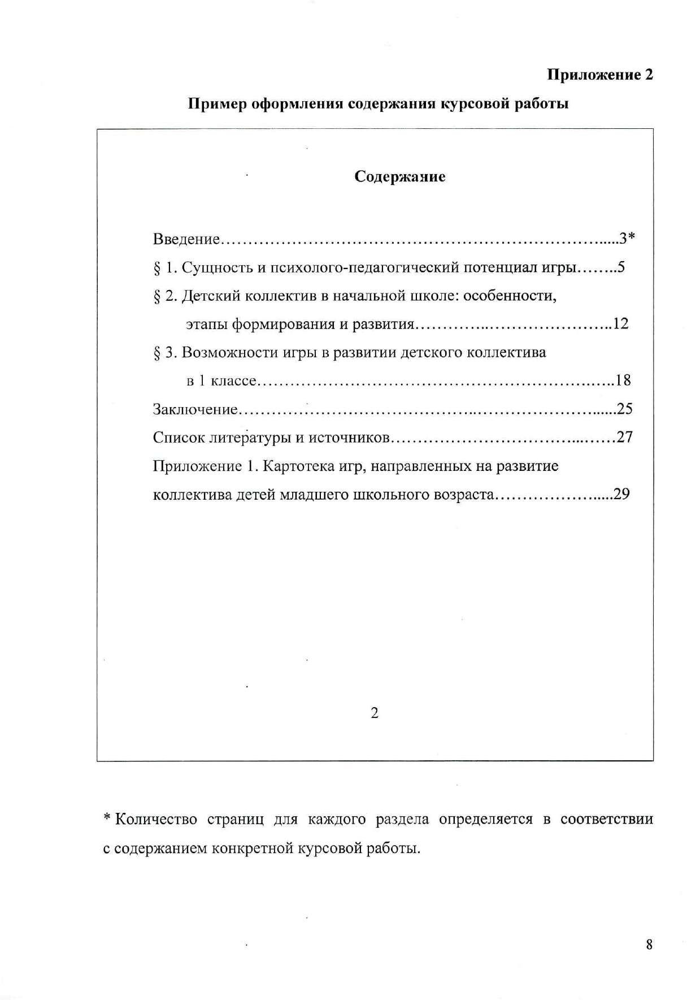 Приложение 2
Пример оформления содержания курсовой работы
Содержание
Введение........................................................................3*
§ 1. Сущность и психолого-педагогический потенциал игры........5
§ 2. Детский коллектив в начальной школе: особенности,
этапы формирования и развития....................................12
§ 3. Возможности игры в развитии детского коллектива
в 1 классе.................................................................18
Заключение.....................................................................25
Список литературы и источников.........................................27
Приложение 1. Картотека игр, направленных на развитие
коллектива детей младшего школьного возраста......................29
2
* Количество страниц для каждого раздела определяется в соответствии
с содержанием конкретной курсовой работы.
8